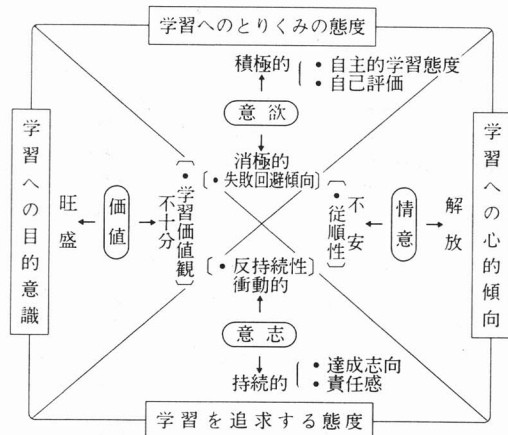 学習へのとりくみの態度
積極的
・自主的学習態度
・自己評価
意欲
消極的
〔・失敗回避傾向〕
学習への目的意識
旺盛
価値
不十分
〔・学習価値観〕
〔・従順性〕
不安
情意
解放
学習への心的傾向
〔・反持続性〕
衝動的
意志
持続的
・達成志向
・責任感
学習を追求する態度